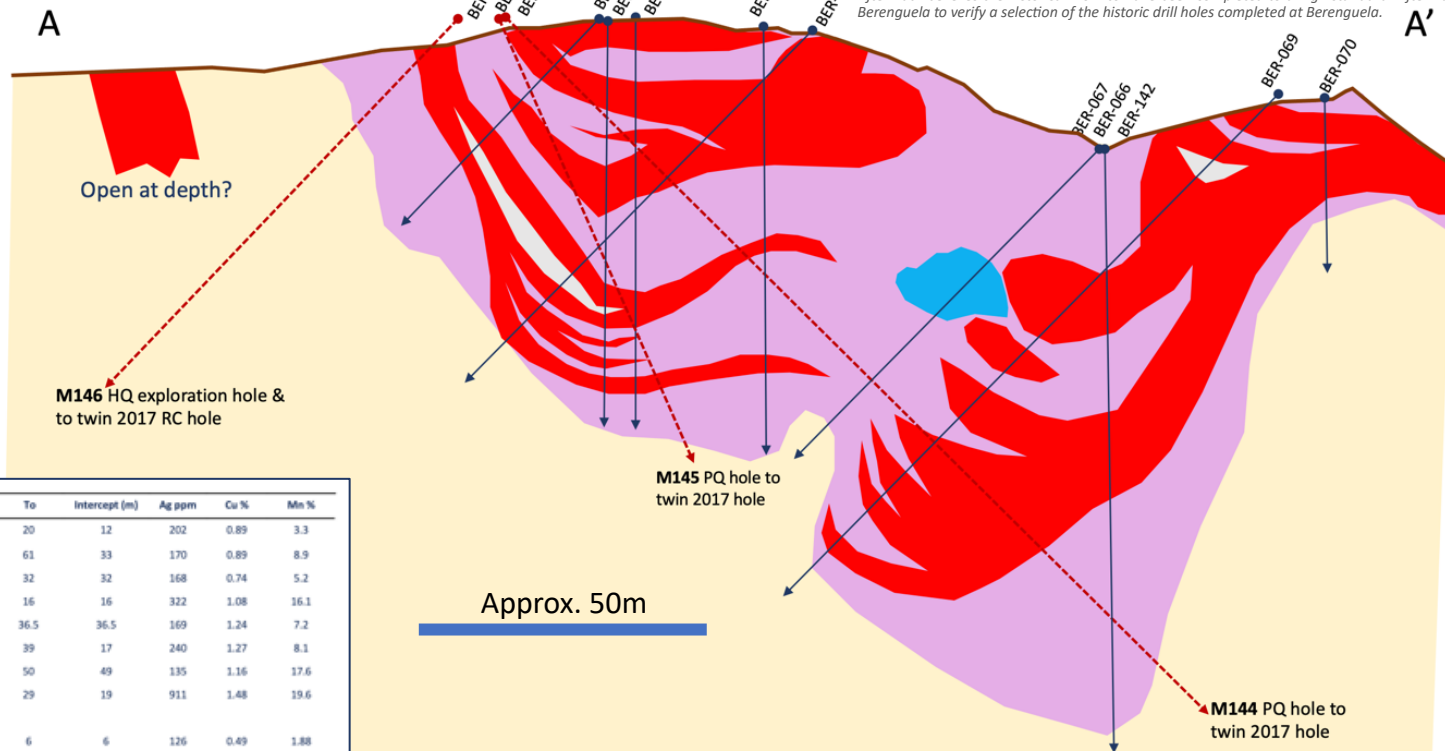 Berenguela to verify a selection of the historic drill holes completed at Berenguela.
A
A'
BER-067
BER-066
BER-142
BER-069
BER-070
Open at depth?
M146 HQ exploration hole &
to twin 2017 RC hole
M145 PQ hole to
twin 2017 hole
M144 PQ hole to
twin 2017 hole
Approx. 50m
To Intercept (m) Ag ppm Cu % Mn %
20 12 202 0.89 3.3
61 33 170 0.89 8.9
32 32 168 0.74 5.2
16 16 322 1.08 16.1
36.5 36.5 169 1.24 7.2
39 17 240 1.27 8.1
50 49 135 1.16 17.6
29 19 911 1.48 19.6
6 6 126 0.49 1.88